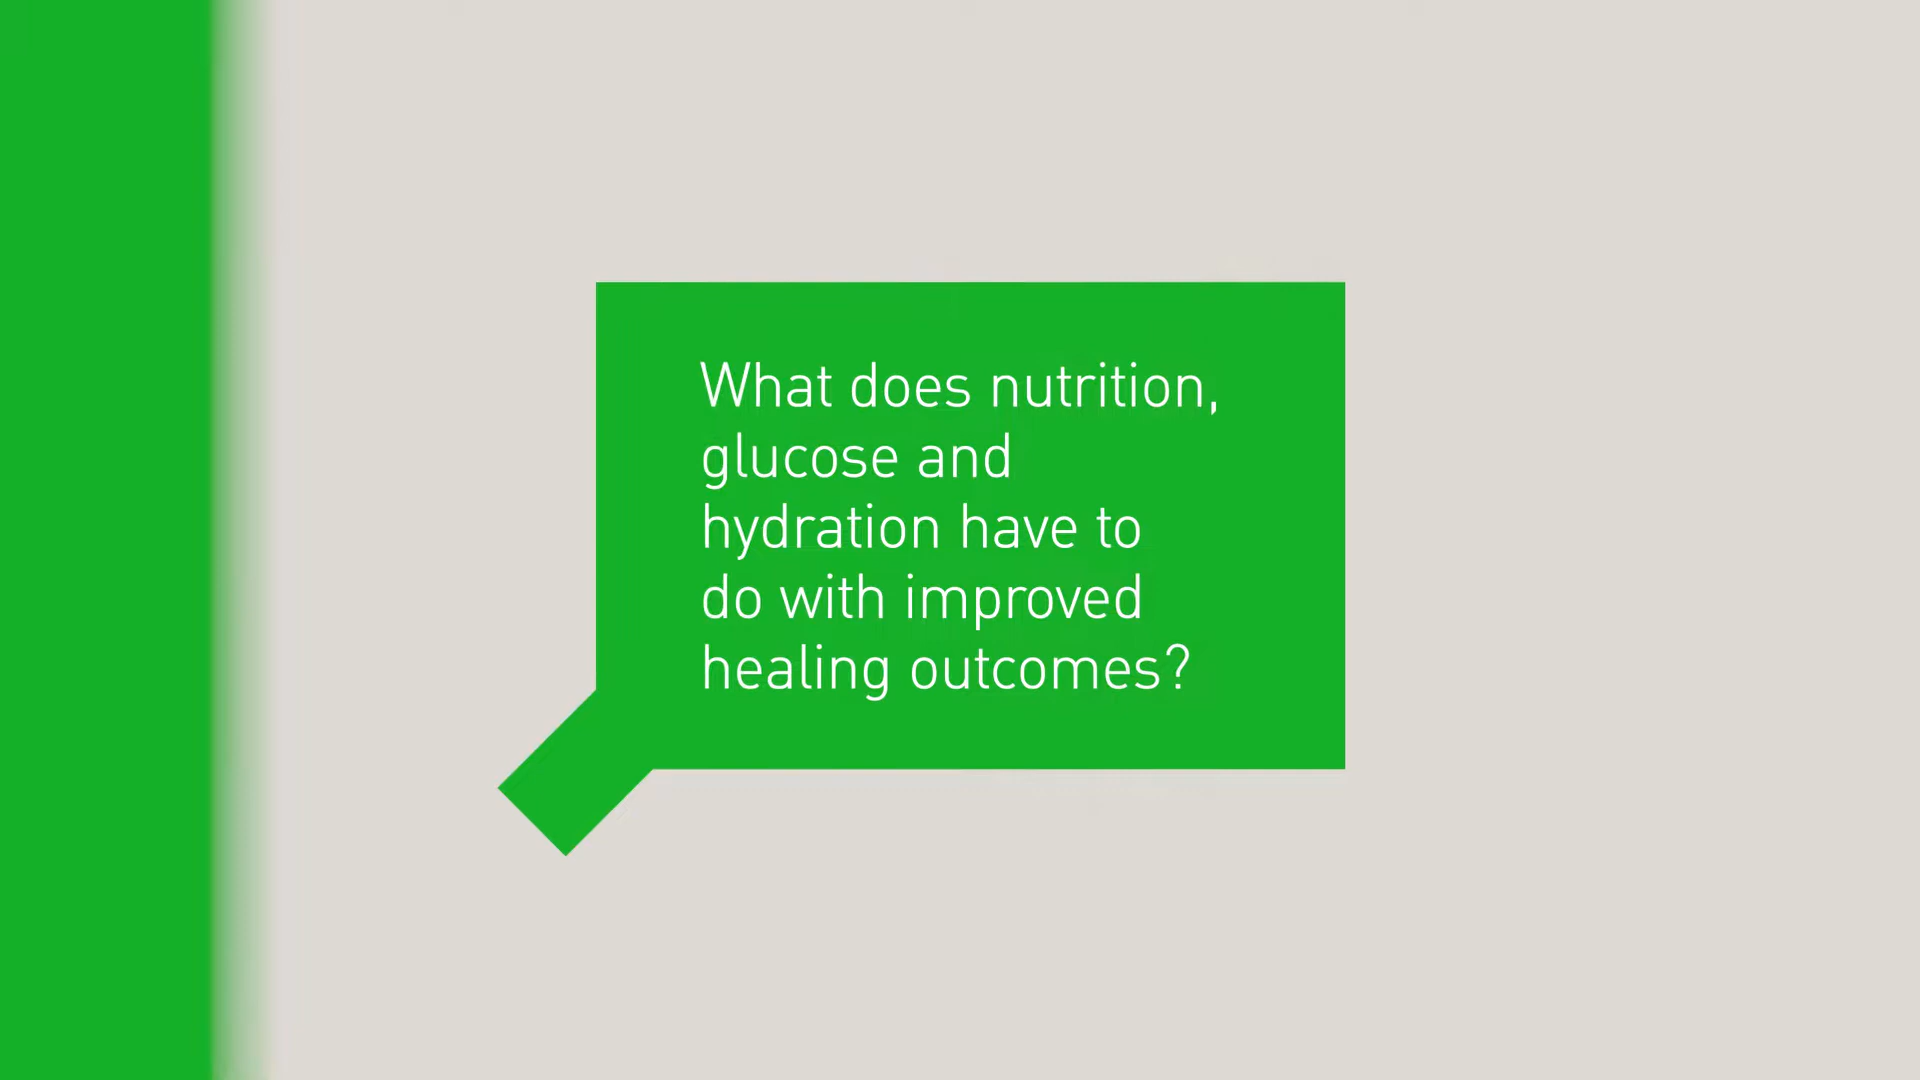 What does nutrition,
glucose and
hydration have to
do with improved
healing outcomes?